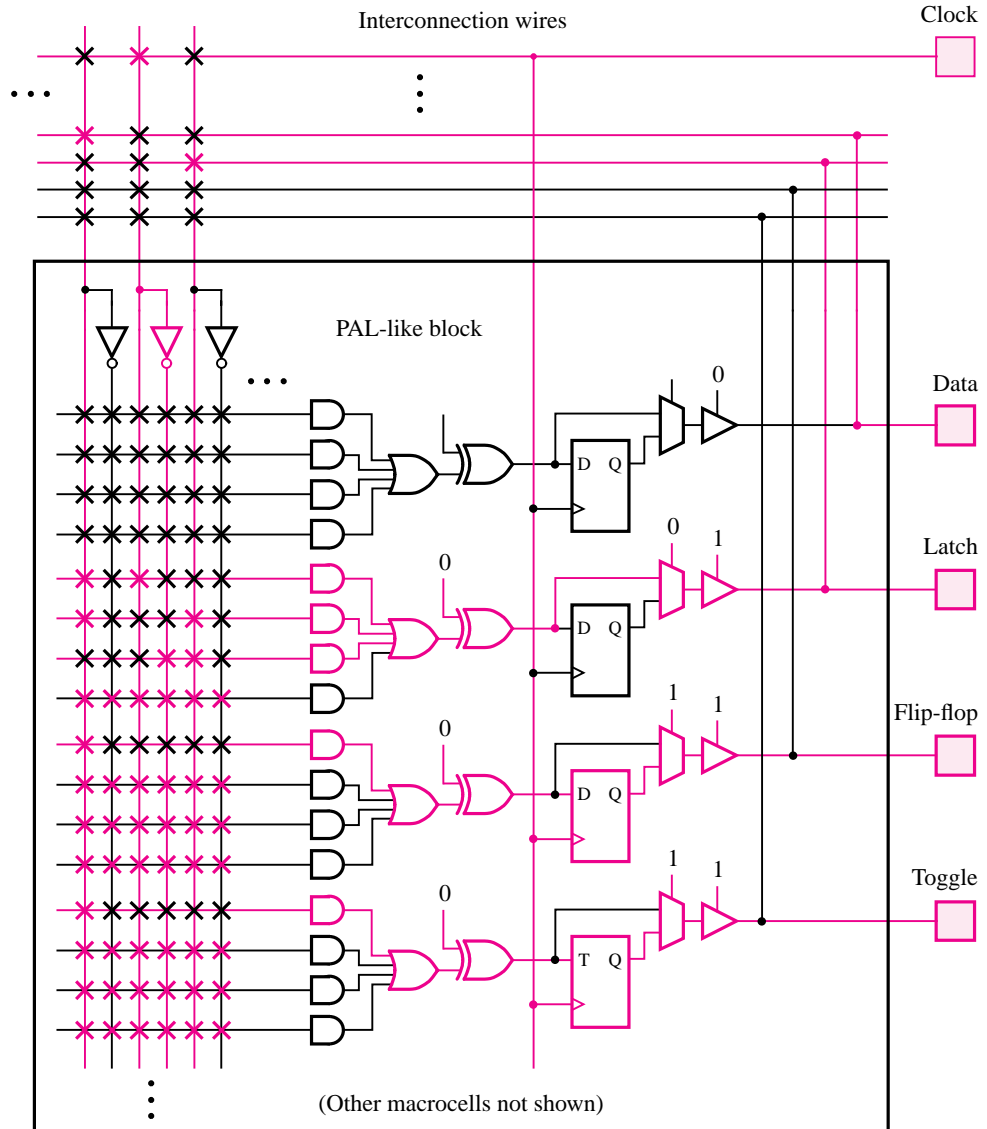 Interconnection wires
Clock
PAL-like block
0
Data
D Q
0
0 1
Latch
D Q
0
1 1
Flip-flop
D Q
0
1 1
Toggle
T Q
(Other macrocells not shown)